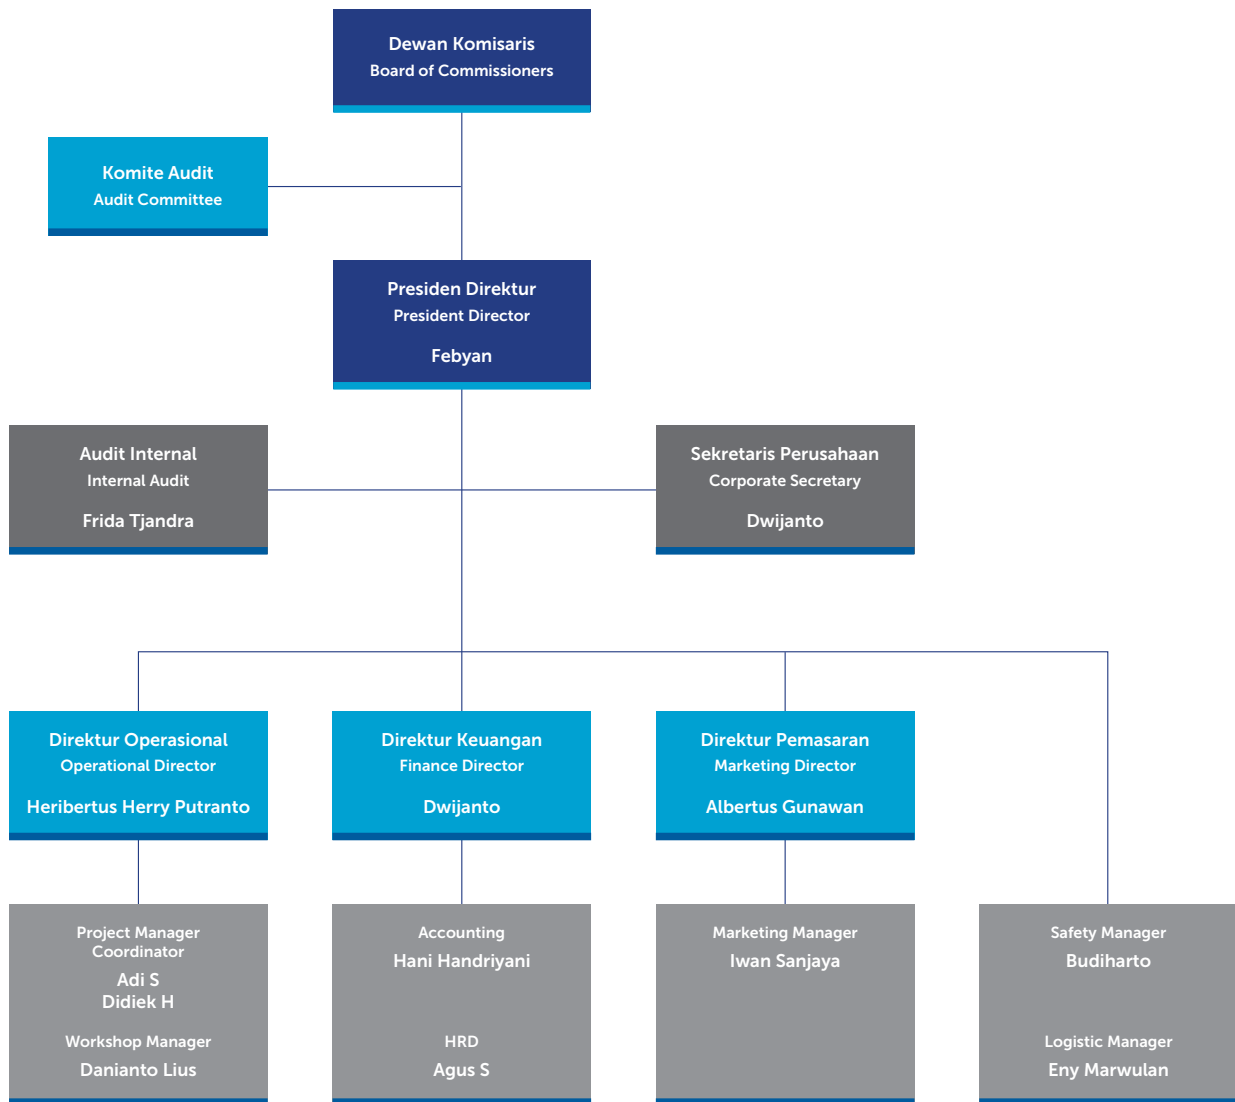 Dewan Komisaris
Board of Commissioners
Komite Audit
Audit Committee
Presiden Direktur
President Director
Febyan
Audit Internal
Internal Audit
Frida Tjandra
Sekretaris Perusahaan
Corporate Secretary
Dwijanto
Direktur Operasional
Operational Director
Heribertus Herry Putranto
Direktur Keuangan
Finance Director
Dwijanto
Direktur Pemasaran
Marketing Director
Albertus Gunawan
Project Manager
Coordinator
Adi S
Didiek H
Workshop Manager
Danianto Lius
Accounting
Hani Handriyani
HRD
Agus S
Marketing Manager
Iwan Sanjaya
Safety Manager
Budiharto
Logistic Manager
Eny Marwulan